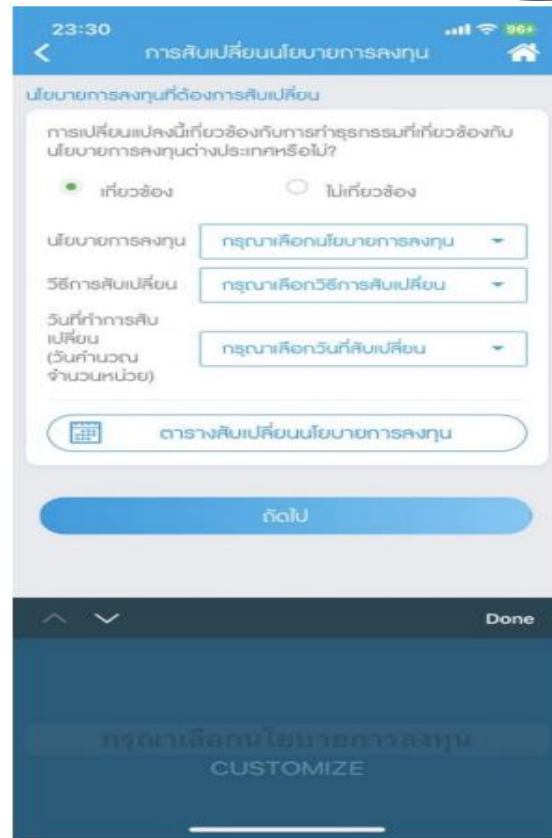 23:30
96+
การสับเปลี่ยนนโยบายการลงทุน
นโยบายการลงทุนที่ต้องการสับเปลี่ยน
การเปลี่ยนแปลงนี้เกี่ยวข้องกับการทำธุรกรรมที่เกี่ยวข้องกับ
นโยบายการลงทุนต่างประเทศหรือไม่?
เกี่ยวข้อง
ไม่เกี่ยวข้อง
นโยบายการลงทุน
กรุณาเลือกนโยบายการลงทุน
วิธีการสับเปลี่ยน
กรุณาเลือกวิธีการสับเปลี่ยน
วันที่ทำการสับ
เปลี่ยน
(วันคำนวณ
จำนวนหน่วย)
กรุณาเลือกวันที่สับเปลี่ยน
ตารางสับเปลี่ยนนโยบายการลงทุน
ถัดไป
Done
กรุณาเลือกนโยบายการลงทุน
CUSTOMIZE